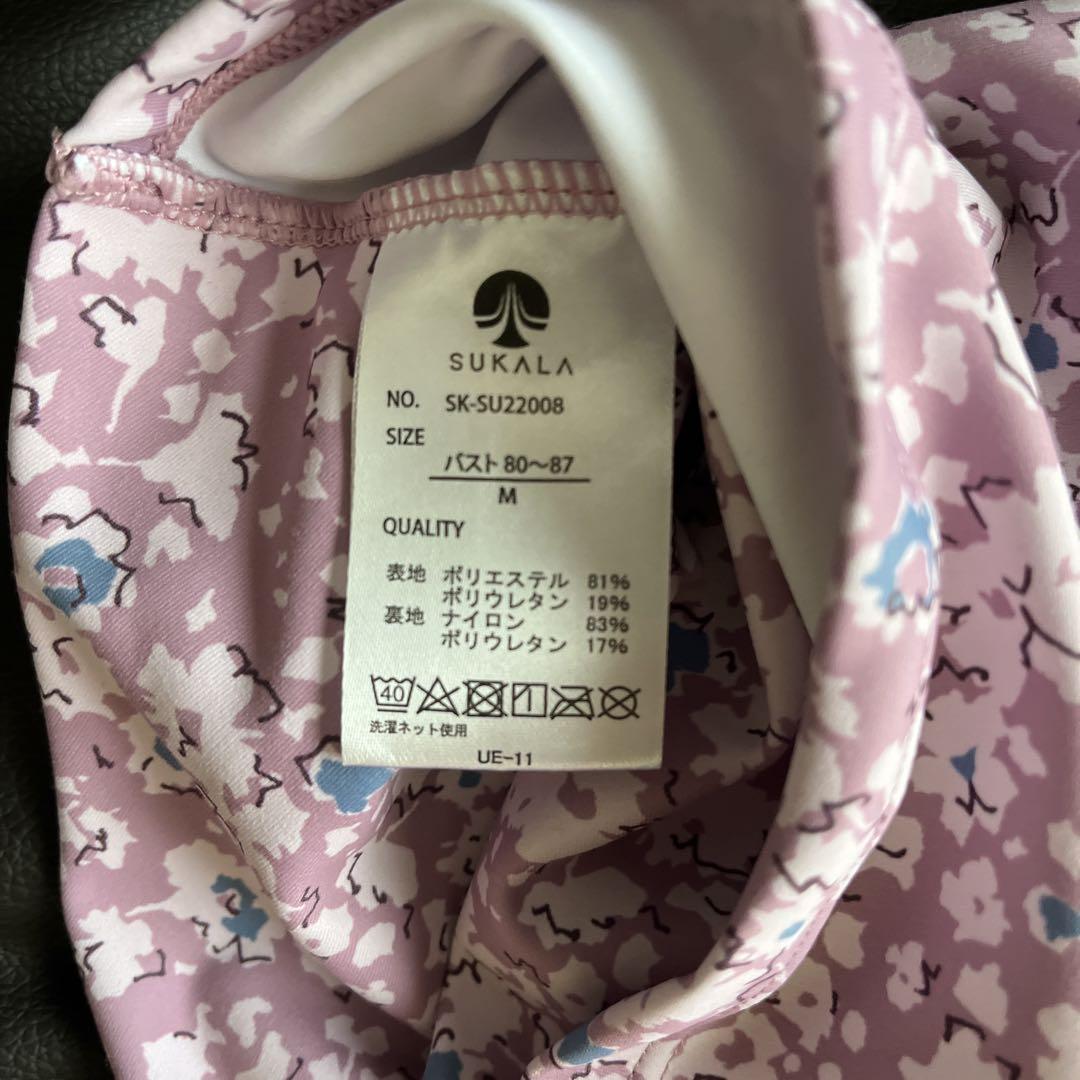 SUKALA
NO. SK-SU22008
SIZE
バスト 80～87
M
QUALITY
表地 ポリエステル 81%
ポリウレタン 19%
裏地 ナイロン 83%
ポリウレタン 17%
40
1
洗濯ネット使用
UE-11